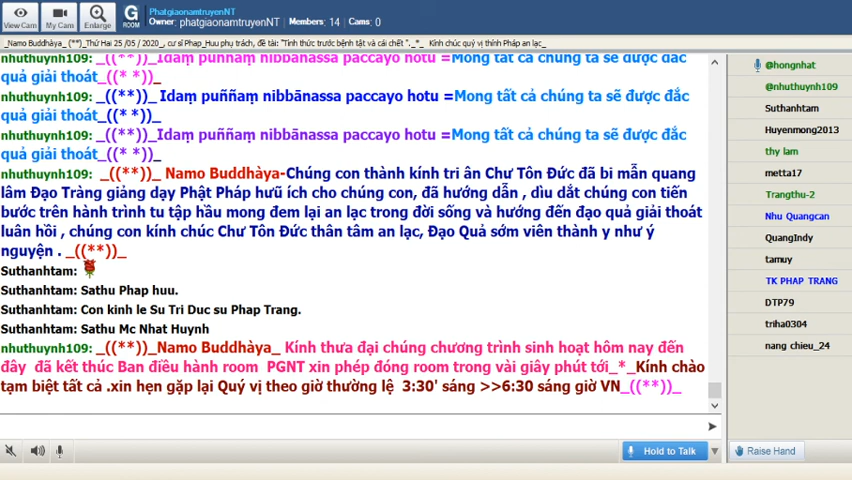 View Cam
My Cam
Enlarge
G
ROOM
PhatgiaonamtruyenNT
Owner: phatgiaonamtruyenNT Members: 14 Cams: 0
_Namo Buddhàya_ (**)_Thứ Hai 25 /05 / 2020_, cư sĩ Pháp_Huu phụ trách, đề tài: "Tỉnh thức trước bệnh tật và cái chết "._*_ Kính chúc quý vị thính Pháp an lạc_
nhuthuynh109: _((**))_Idaṃ puññaṃ nibbānassa paccayo hotu =Mong tất cả chúng ta sẽ được đắc
quả giải thoát_((* *))_
nhuthuynh109: _((**))_Idaṃ puññaṃ nibbānassa paccayo hotu =Mong tất cả chúng ta sẽ được đắc
quả giải thoát_((* *))_
nhuthuynh109: _((**))_Idaṃ puññaṃ nibbānassa paccayo hotu =Mong tất cả chúng ta sẽ được đắc
quả giải thoát_((* *))_
nhuthuynh109: _((**))_ Namo Buddhàya-Chúng con thành kính tri ân Chư Tôn Đức đã bi mẫn quang
lâm Đạo Tràng giảng dạy Phật Pháp hưũ ích cho chúng con, đã hướng dẫn , dìu dắt chúng con tiến
bước trên hành trình tu tập hầu mong đem lại an lạc trong đời sống và hướng đến đạo quả giải thoát
luân hồi , chúng con kính chúc Chư Tôn Đức thân tâm an lạc, Đạo Quả sớm viên thành y như ý
nguyện . _((**))_
Suthanhtam:
Suthanhtam: Sathu Phap huu.
Suthanhtam: Con kinh le Su Tri Duc su Phap Trang.
Suthanhtam: Sathu Mc Nhat Huynh
nhuthuynh109: _((**))_Namo Buddhàya_ Kính thưa đại chúng chương trình sinh hoạt hôm nay đến
đây đã kết thúc Ban điều hành room PGNT xin phép đóng room trong vài giây phút tới_*_Kính chào
tạm biệt tất cả .xin hẹn gặp lại Quý vị theo giờ thường lệ 3:30' sáng >>6:30 sáng giờ VN_((**))_
@hongnhat
@nhuthuynh109
Suthanhtam
Huyenmong2013
thy lam
metta17
Trangthu-2
Nhu Quangcan
QuangIndy
tamuy
TK PHAP TRANG
DTP79
triha0304
nang chieu_24
Hold to Talk
Raise Hand